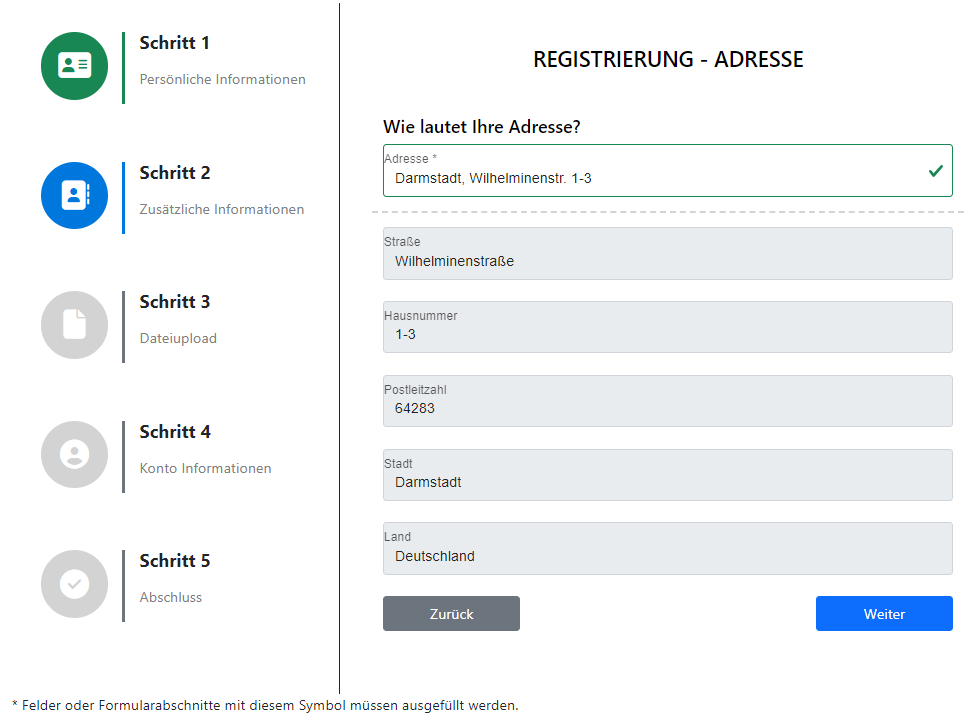 Schritt 1
Persönliche Informationen
Schritt 2
Zusätzliche Informationen
Schritt 3
Dateiupload
Schritt 4
Konto Informationen
Schritt 5
Abschluss
REGISTRIERUNG - ADRESSE
Wie lautet Ihre Adresse?
Adresse *
Darmstadt, Wilhelminenstr. 1-3
Straße
Wilhelminenstraße
Hausnummer
1-3
Postleitzahl
64283
Stadt
Darmstadt
Land
Deutschland
Zurück
Weiter
* Felder oder Formularabschnitte mit diesem Symbol müssen ausgefüllt werden.